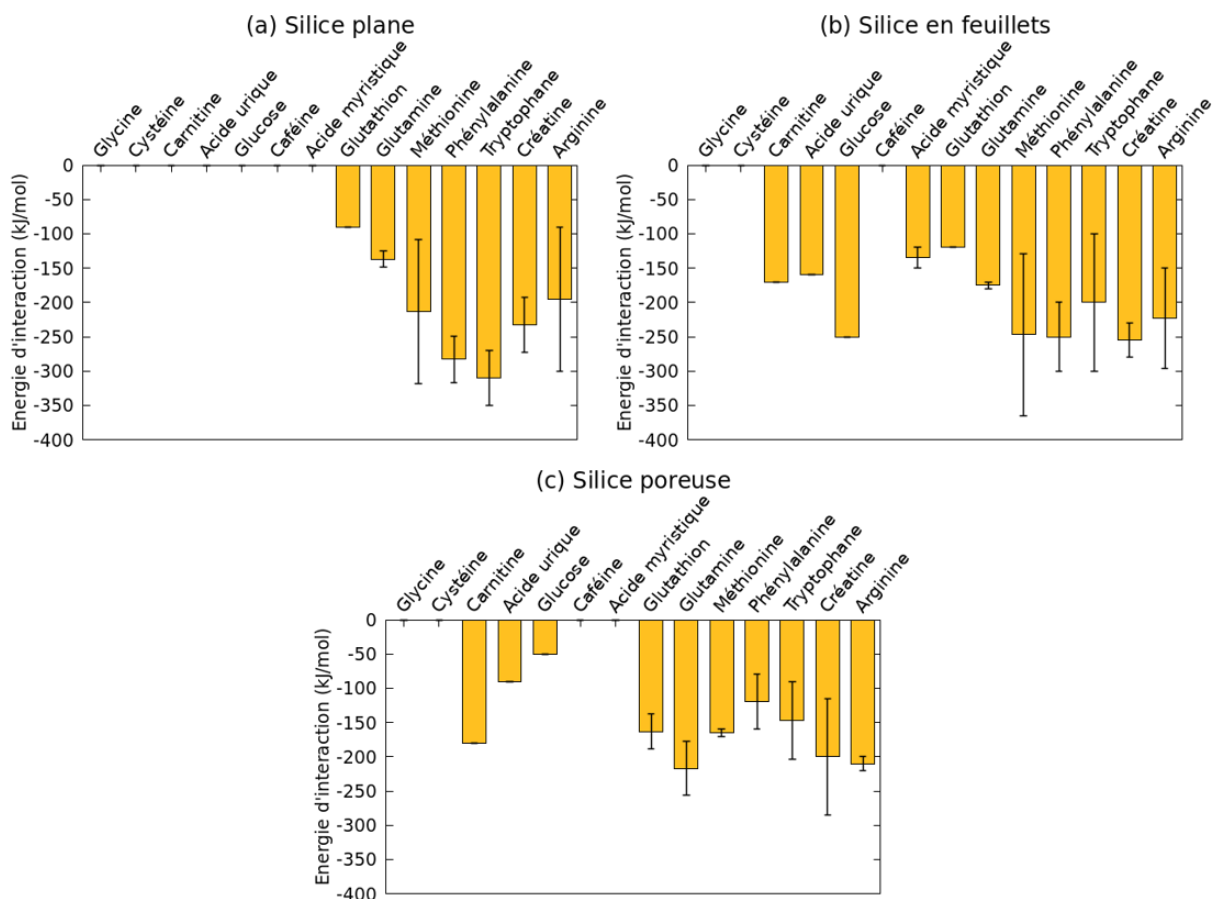 (a) Silice plane
Glycine
Cystéine
Carnitine
Acide urique
Glucose
Caféine
Acide myristique
Glutathion
Glutamine
Méthionine
Phénylalanine
Tryptophane
Créatine
Arginine
Energie d'interaction (kJ/mol)
0
-50
-100
-150
-200
-250
-300
-350
-400
(b) Silice en feuillets
Glycine
Cystéine
Carnitine
Acide urique
Glucose
Caféine
Acide myristique
Glutathion
Glutamine
Méthionine
Phénylalanine
Tryptophane
Créatine
Arginine
Energie d'interaction (kJ/mol)
0
-50
-100
-150
-200
-250
-300
-350
-400
(c) Silice poreuse
Glycine
Cystéine
Carnitine
Acide urique
Glucose
Caféine
Acide myristique
Glutathion
Glutamine
Méthionine
Phénylalanine
Tryptophane
Créatine
Arginine
Energie d'interaction (kJ/mol)
0
-50
-100
-150
-200
-250
-300
-350
-400